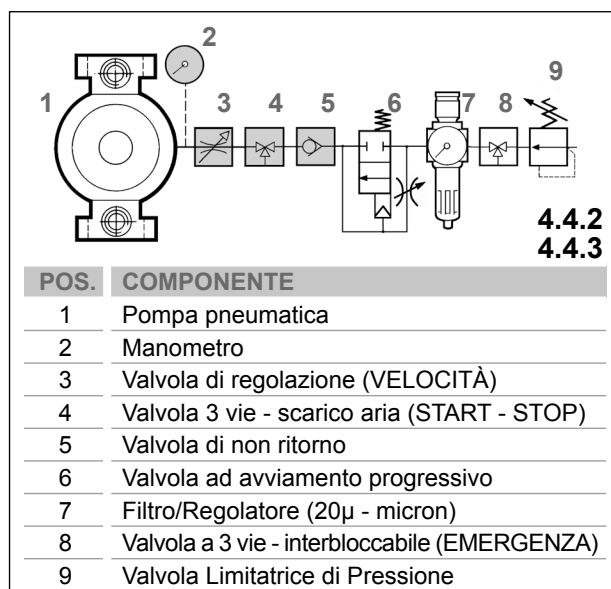 2
1
3
4
5
6
7
8
9
4.4.2
4.4.3
POS. COMPONENTE
1 Pompa pneumatica
2 Manometro
3 Valvola di regolazione (VELOCITÀ)
4 Valvola 3 vie - scarico aria (START - STOP)
5 Valvola di non ritorno
6 Valvola ad avviamento progressivo
7 Filtro/Regolatore (20µ - micron)
8 Valvola a 3 vie - interbloccabile (EMERGENZA)
9 Valvola Limitatrice di Pressione